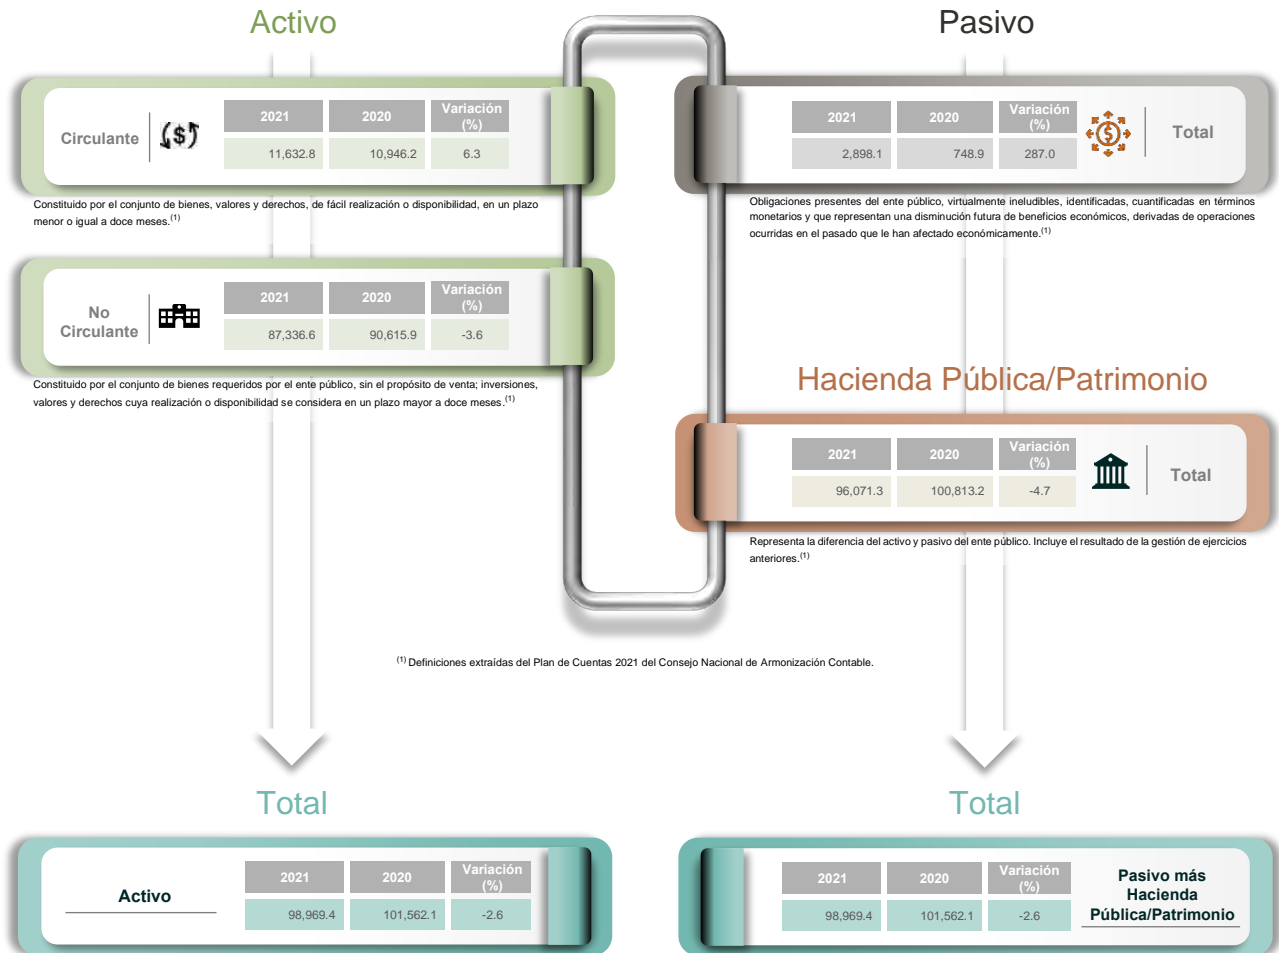 Activo
Circulante
2021 2020 Variación (%)
11,632.8 10,946.2 6.3
Constituido por el conjunto de bienes, valores y derechos, de fácil realización o disponibilidad, en un plazo
menor o igual a doce meses.(1)
No
Circulante
2021 2020 Variación (%)
87,336.6 90,615.9 -3.6
Constituido por el conjunto de bienes requeridos por el ente público, sin el propósito de venta; inversiones,
valores y derechos cuya realización o disponibilidad se considera en un plazo mayor a doce meses.(1)
Pasivo
2021 2020 Variación (%)
2,898.1 748.9 287.0
Total
Obligaciones presentes del ente público, virtualmente ineludibles, identificadas, cuantificadas en términos
monetarios y que representan una disminución futura de beneficios económicos, derivadas de operaciones
ocurridas en el pasado que le han afectado económicamente.(1)
Hacienda Pública/Patrimonio
2021 2020 Variación (%)
96,071.3 100,813.2 -4.7
Total
Representa la diferencia del activo y pasivo del ente público. Incluye el resultado de la gestión de ejercicios
anteriores.(1)
(1) Definiciones extraídas del Plan de Cuentas 2021 del Consejo Nacional de Armonización Contable.
Total
Activo
2021 2020 Variación (%)
98,969.4 101,562.1 -2.6
Total
2021 2020 Variación (%)
98,969.4 101,562.1 -2.6
Pasivo más
Hacienda
Pública/Patrimonio